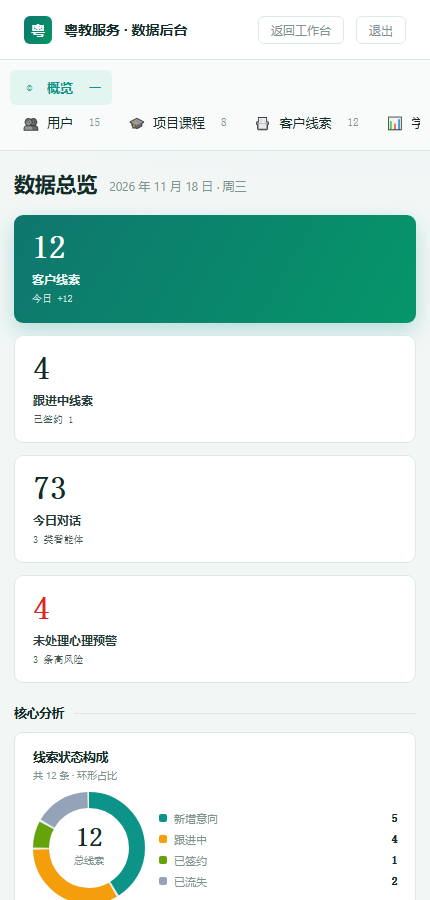 粤 粤教服务 · 数据后台 返回工作台 退出
概览 —
用户 15 项目课程 8 客户线索 12 学
数据总览 2026 年 11 月 18 日 · 周三
12
客户线索
今日 +12
4
跟进中线索
已签约 1
73
今日对话
3 类智能体
4
未处理心理预警
3 条高风险
核心分析
线索状态构成
共 12 条 · 环形占比
12
总线索
新增意向 5
跟进中 4
已签约 1
已流失 2